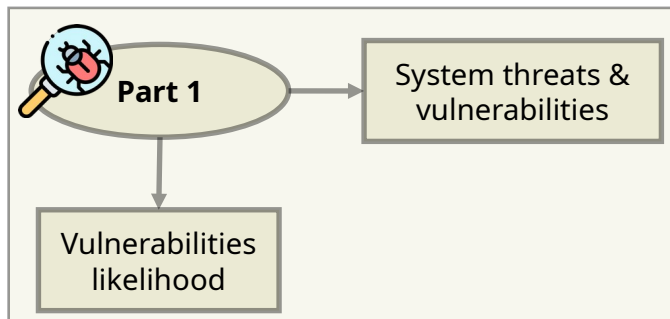 Part 1
System threats &
vulnerabilities
Vulnerabilities
likelihood